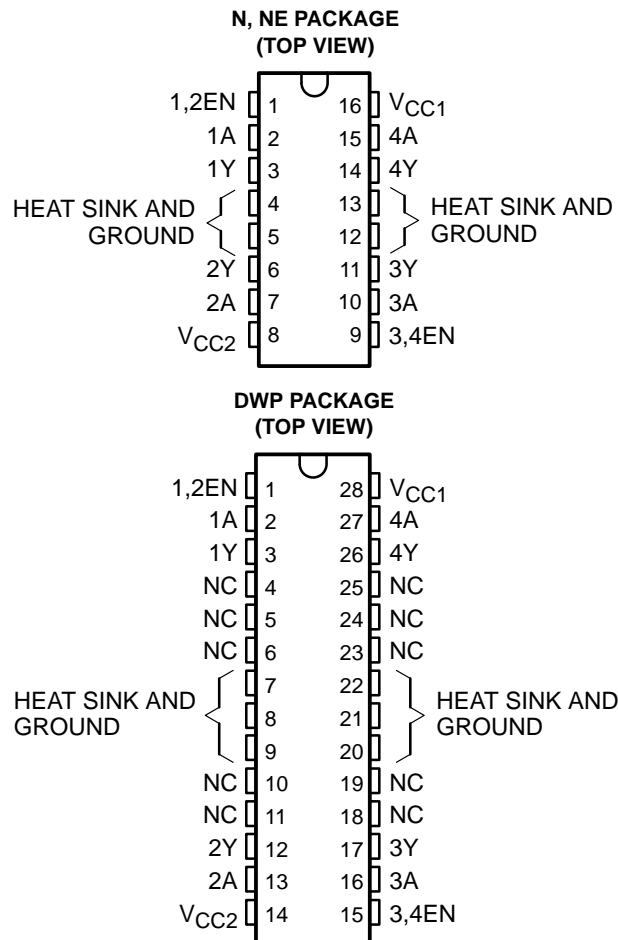 N, NE PACKAGE
(TOP VIEW)
1,2EN 1 16 VCC1
1A 2 15 4A
1Y 3 14 4Y
HEAT SINK AND GROUND 4 13 HEAT SINK AND GROUND
5 12
2Y 6 11 3Y
2A 7 10 3A
VCC2 8 9 3,4EN
DWP PACKAGE
(TOP VIEW)
1,2EN 1 28 VCC1
1A 2 27 4A
1Y 3 26 4Y
NC 4 25 NC
NC 5 24 NC
NC 6 23 NC
HEAT SINK AND GROUND 7 22 HEAT SINK AND GROUND
8 21
9 20
NC 10 19 NC
NC 11 18 NC
2Y 12 17 3Y
2A 13 16 3A
VCC2 14 15 3,4EN